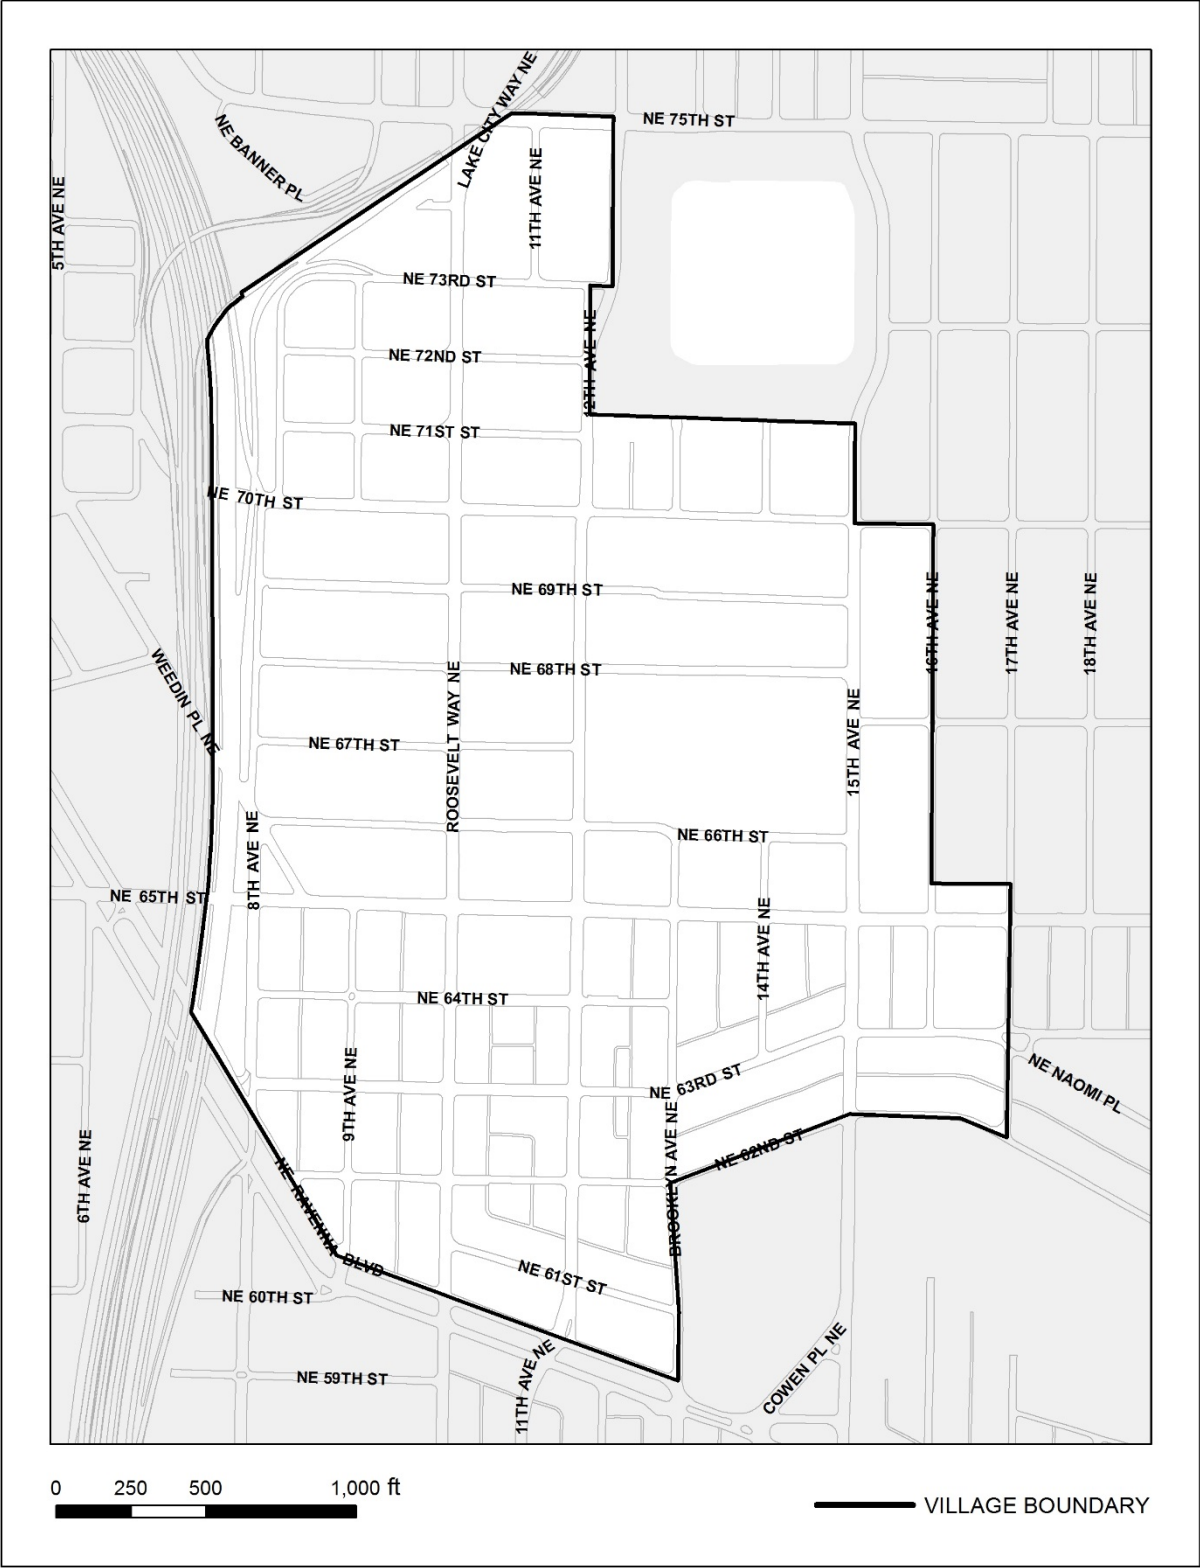 LAKE CITY WAY NE
NE 75TH ST
NE BANNER PL
5TH AVE NE
11TH AVE NE
NE 73RD ST
12TH AVE NE
NE 72ND ST
NE 71ST ST
NE 70TH ST
NE 69TH ST
16TH AVE NE
17TH AVE NE
18TH AVE NE
NE 68TH ST
WEEDIN PL NE
ROOSEVELT WAY NE
15TH AVE NE
NE 67TH ST
NE 66TH ST
8TH AVE NE
NE 65TH ST
14TH AVE NE
NE 64TH ST
9TH AVE NE
NE 63RD ST
NE NAOMI PL
BROOKLYN AVE NE
NE 62ND ST
6TH AVE NE
NE RAVENNA BLVD
NE 61ST ST
NE 60TH ST
11TH AVE NE
COWEN PL NE
NE 59TH ST
0 250 500 1,000 ft
VILLAGE BOUNDARY